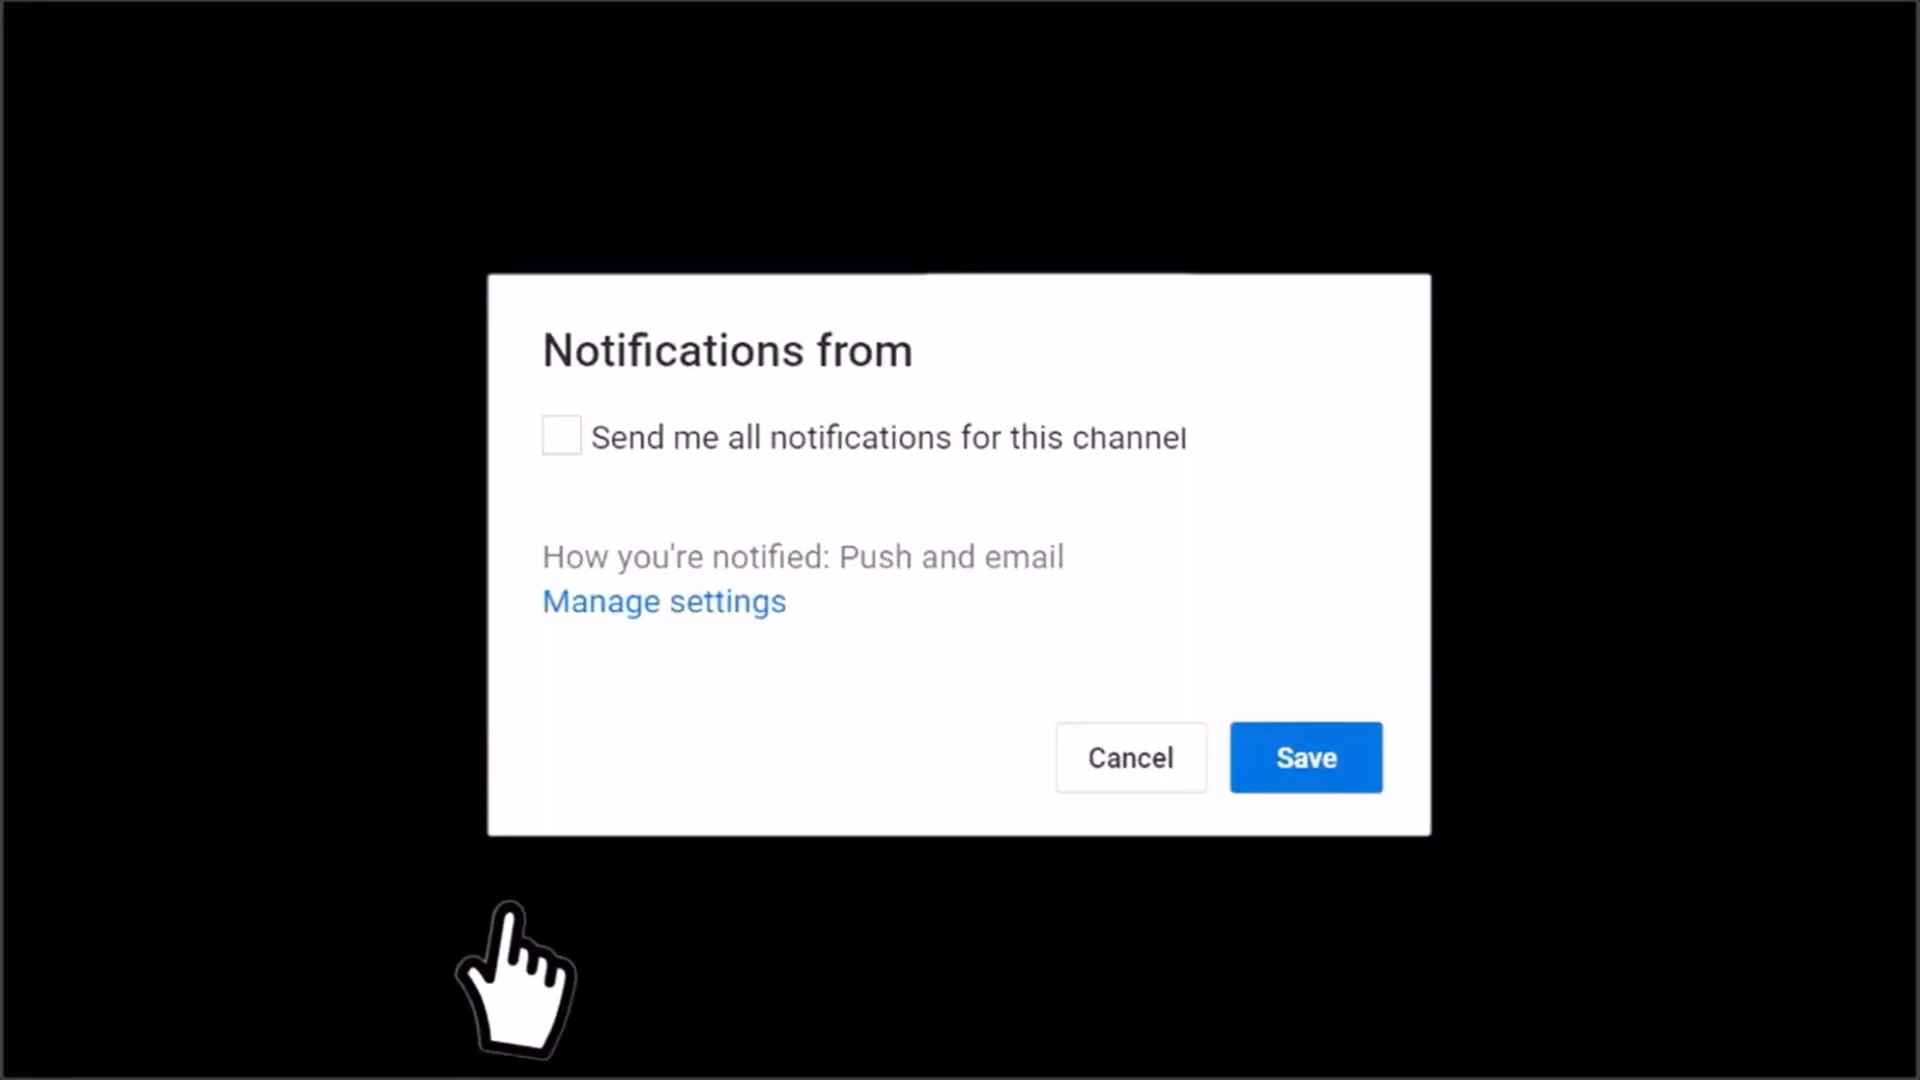 Notifications from
Send me all notifications for this channel
How you're notified: Push and email
Manage settings
Cancel
Save